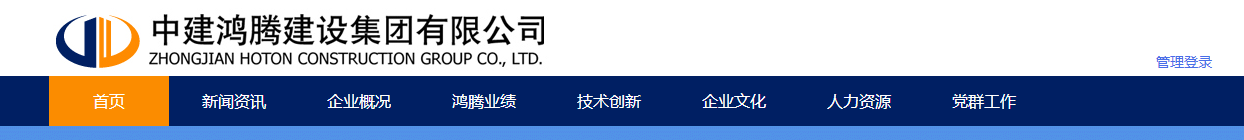 中建鸿腾建设集团有限公司
ZHONGJIAN HOTON CONSTRUCTION GROUP CO., LTD.
管理登录
首页 新闻资讯 企业概况 鸿腾业绩 技术创新 企业文化 人力资源 党群工作